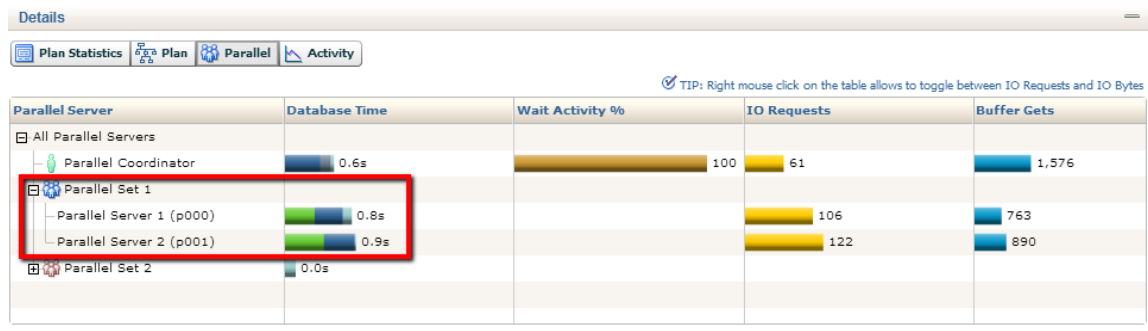 Details
Plan Statistics Plan Parallel Activity
TIP: Right mouse click on the table allows to toggle between IO Requests and IO Bytes
Parallel Server Database Time Wait Activity % IO Requests Buffer Gets
All Parallel Servers
Parallel Coordinator 0.6s 100 61 1,576
Parallel Set 1
Parallel Server 1 (p000) 0.8s 106 763
Parallel Server 2 (p001) 0.9s 122 890
Parallel Set 2 0.0s